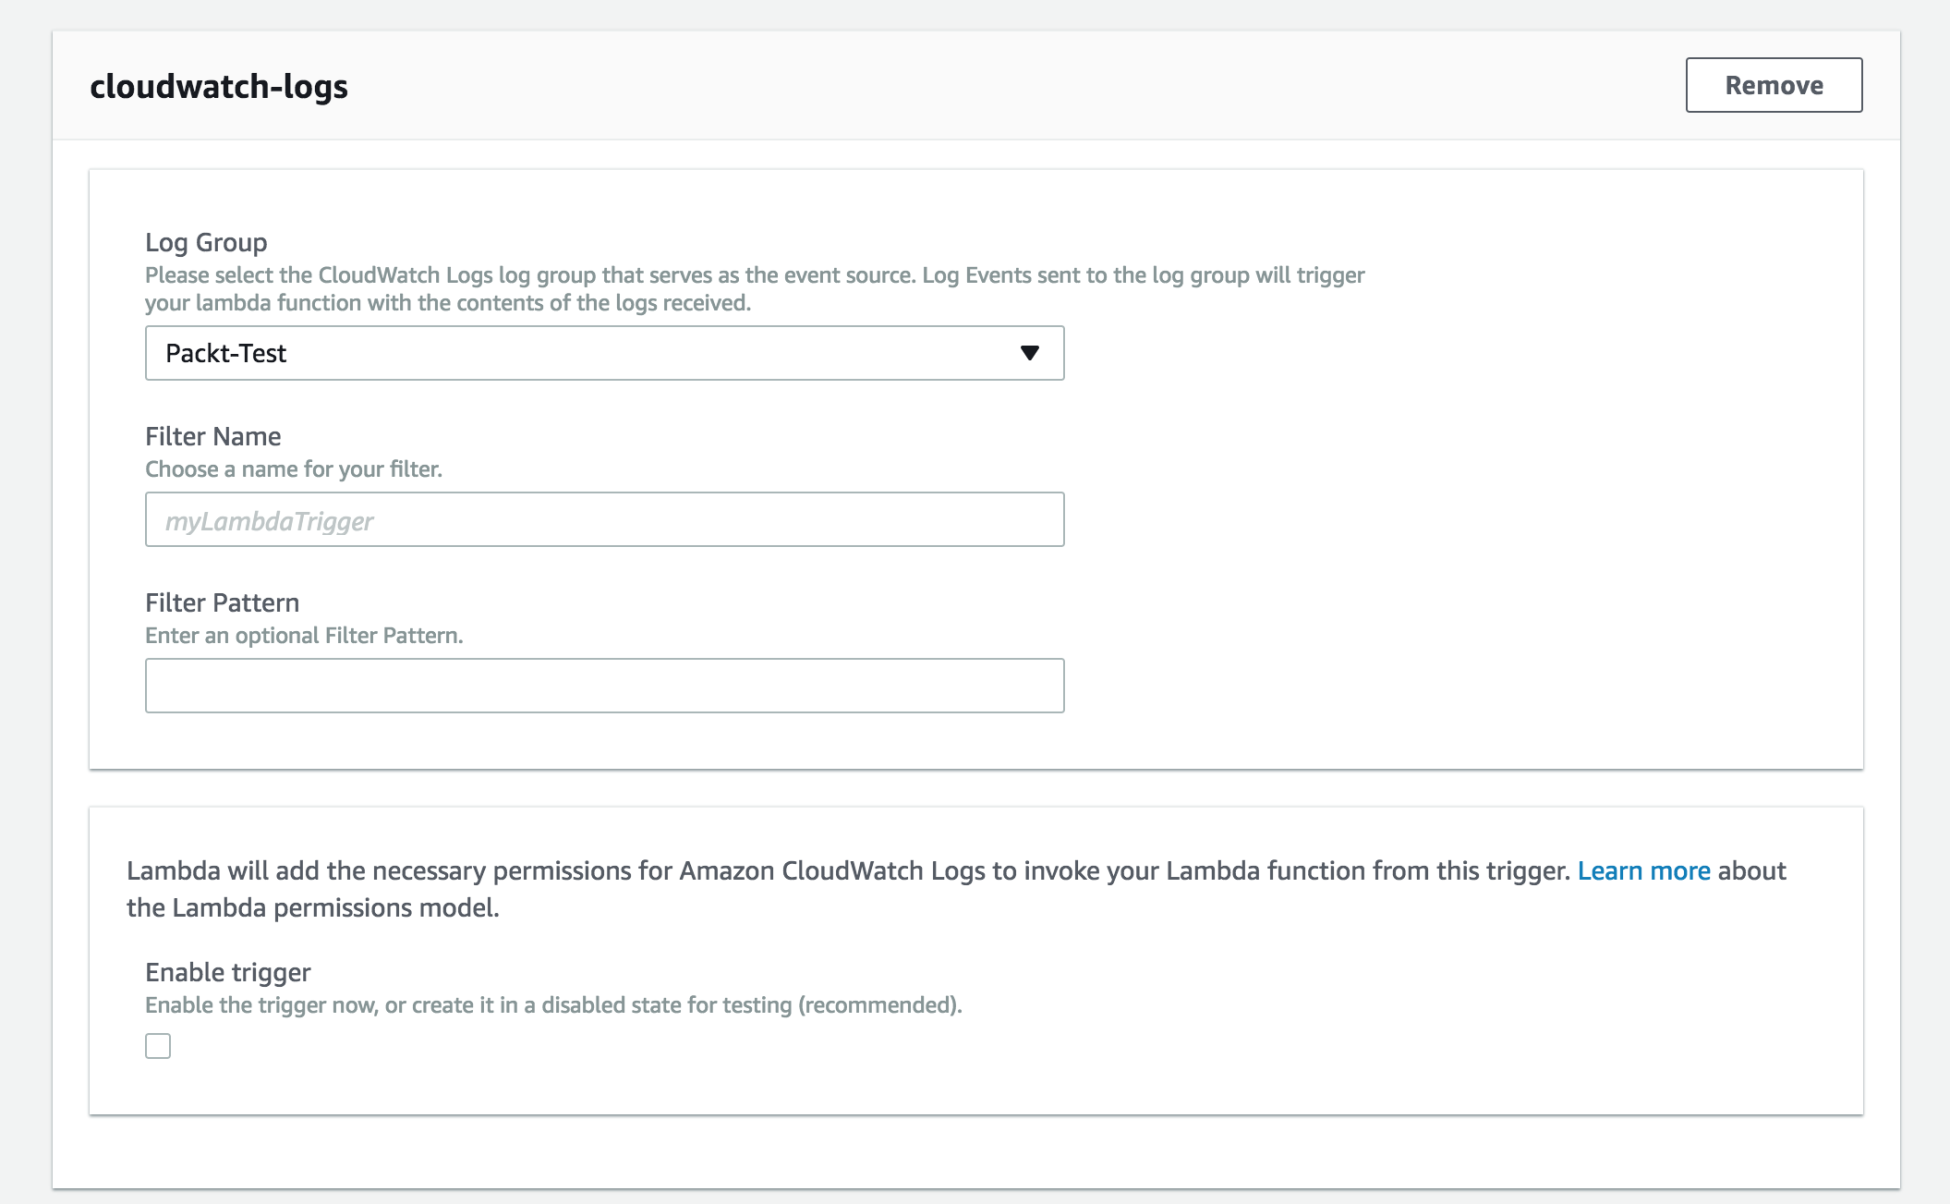 cloudwatch-logs
Remove
Log Group
Please select the CloudWatch Logs log group that serves as the event source. Log Events sent to the log group will trigger
your lambda function with the contents of the logs received.
Packt-Test
Filter Name
Choose a name for your filter.
myLambdaTrigger
Filter Pattern
Enter an optional Filter Pattern.
Lambda will add the necessary permissions for Amazon CloudWatch Logs to invoke your Lambda function from this trigger. Learn more about
the Lambda permissions model.
Enable trigger
Enable the trigger now, or create it in a disabled state for testing (recommended).